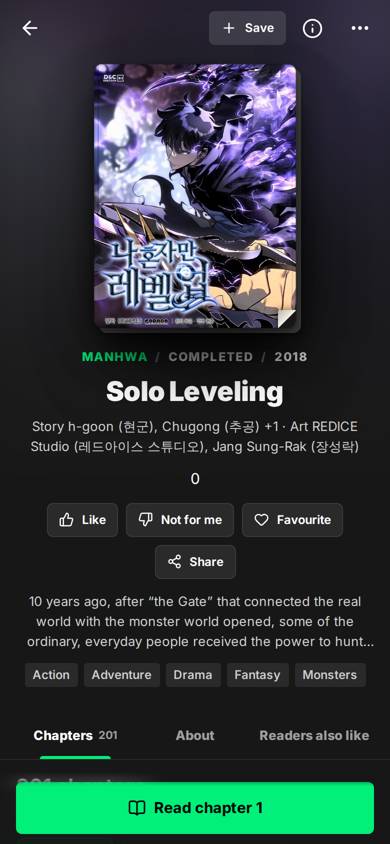 Save
D&C
나 혼자만
레벨업
MANHWA / COMPLETED / 2018
Solo Leveling
Story h-goon (현군), Chugong (추공) +1 · Art REDICE
Studio (레드아이스 스튜디오), Jang Sung-Rak (장성락)
0
Like
Not for me
Favourite
Share
10 years ago, after “the Gate” that connected the real
world with the monster world opened, some of the
ordinary, everyday people received the power to hunt...
Action
Adventure
Drama
Fantasy
Monsters
Chapters 201
About
Readers also like
Read chapter 1